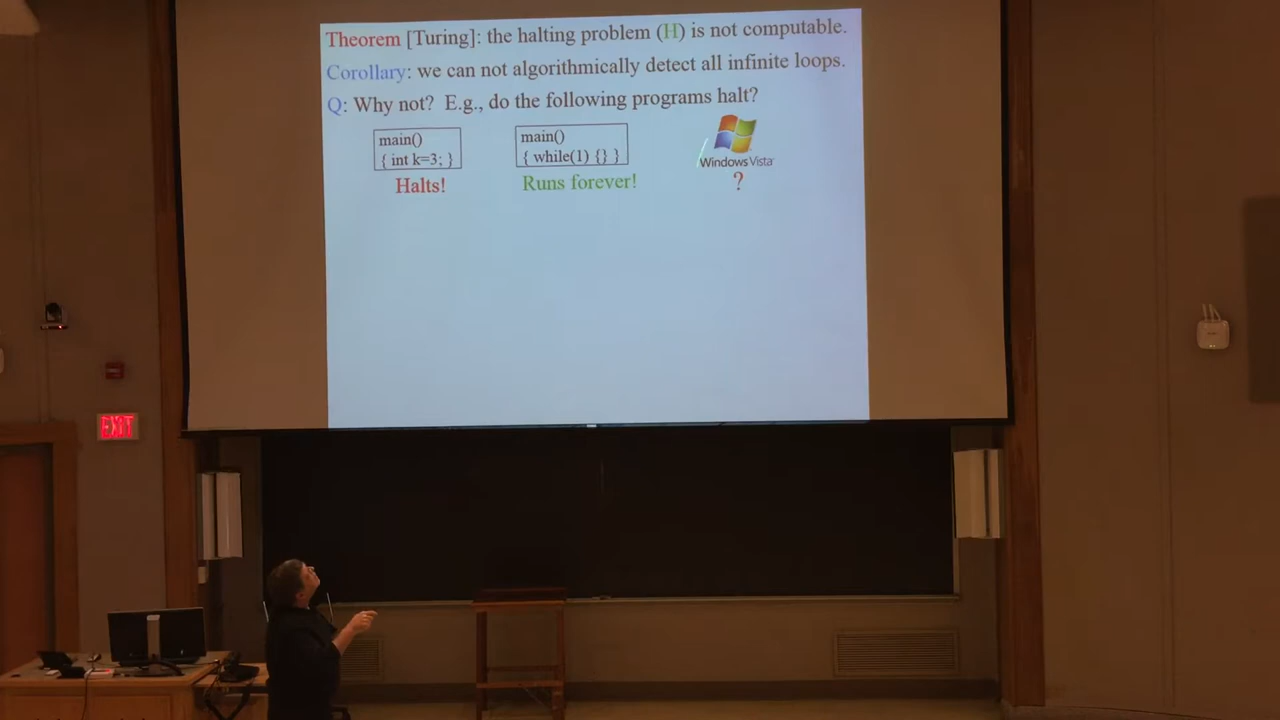 Theorem [Turing]: the halting problem (H) is not computable.
Corollary: we can not algorithmically detect all infinite loops.
Q: Why not? E.g., do the following programs halt?
main()
{ int k=3; }
Halts!
main()
{ while(1) {} }
Runs forever!
Windows Vista
?
EXIT